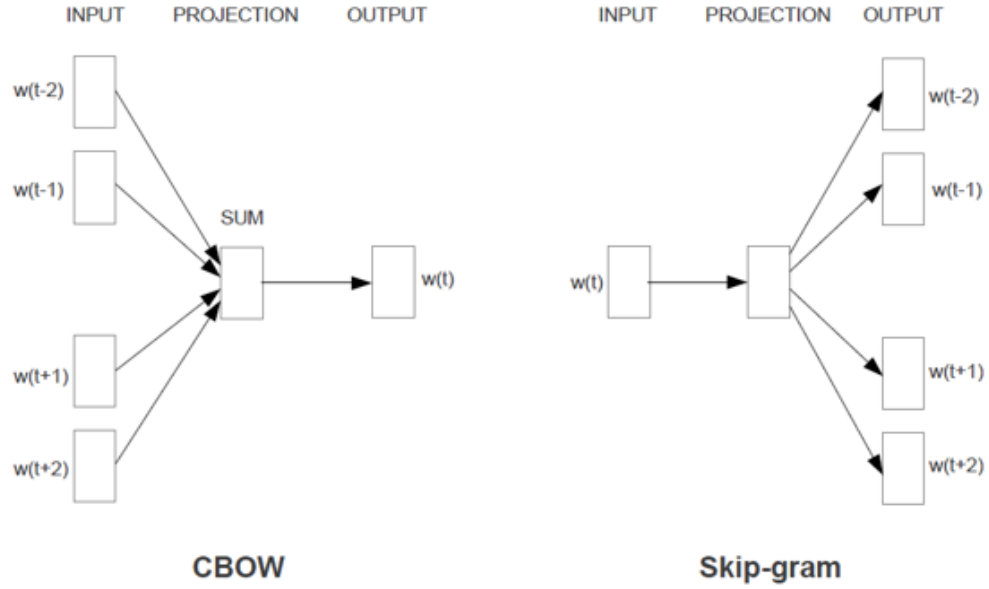 INPUT PROJECTION OUTPUT
w(t-2)
w(t-1)
SUM
w(t)
w(t+1)
w(t+2)
CBOW
INPUT PROJECTION OUTPUT
w(t-2)
w(t-1)
w(t)
w(t+1)
w(t+2)
Skip-gram